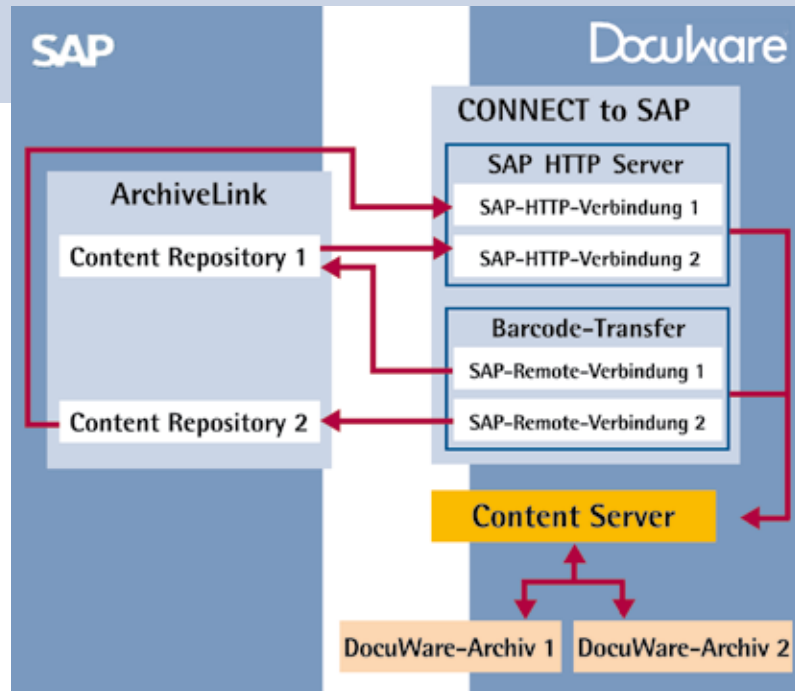 SAP
DocuWare
CONNECT to SAP
SAP HTTP Server
SAP-HTTP-Verbindung 1
SAP-HTTP-Verbindung 2
ArchiveLink
Content Repository 1
Content Repository 2
Barcode-Transfer
SAP-Remote-Verbindung 1
SAP-Remote-Verbindung 2
Content Server
DocuWare-Archiv 1
DocuWare-Archiv 2